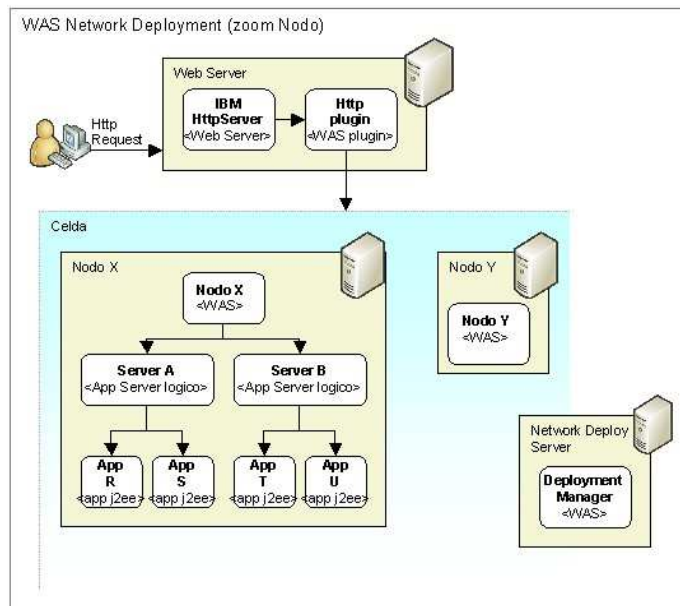 WAS Network Deployment (zoom Nodo)
Web Server
IBM
HttpServer
<Web Server>
Http
plugin
<WAS plugin>
Http
Request
Celda
Nodo X
Nodo X
<WAS>
Server A
<App Server logico>
Server B
<App Server logico>
App
R
<app j2ee>
App
S
<app j2ee>
App
T
<app j2ee>
App
U
<app j2ee>
Nodo Y
Nodo Y
<WAS>
Network Deploy
Server
Deployment
Manager
<WAS>